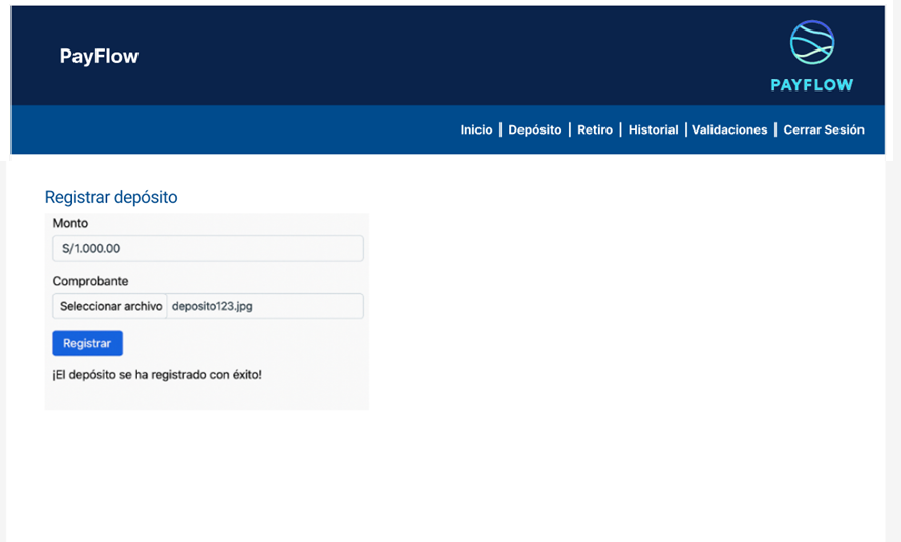 PayFlow
PAYFLOW
Inicio | Depósito | Retiro | Historial | Validaciones | Cerrar Sesión
Registrar depósito
Monto
S/1.000.00
Comprobante
Seleccionar archivo deposito123.jpg
Registrar
¡El depósito se ha registrado con éxito!